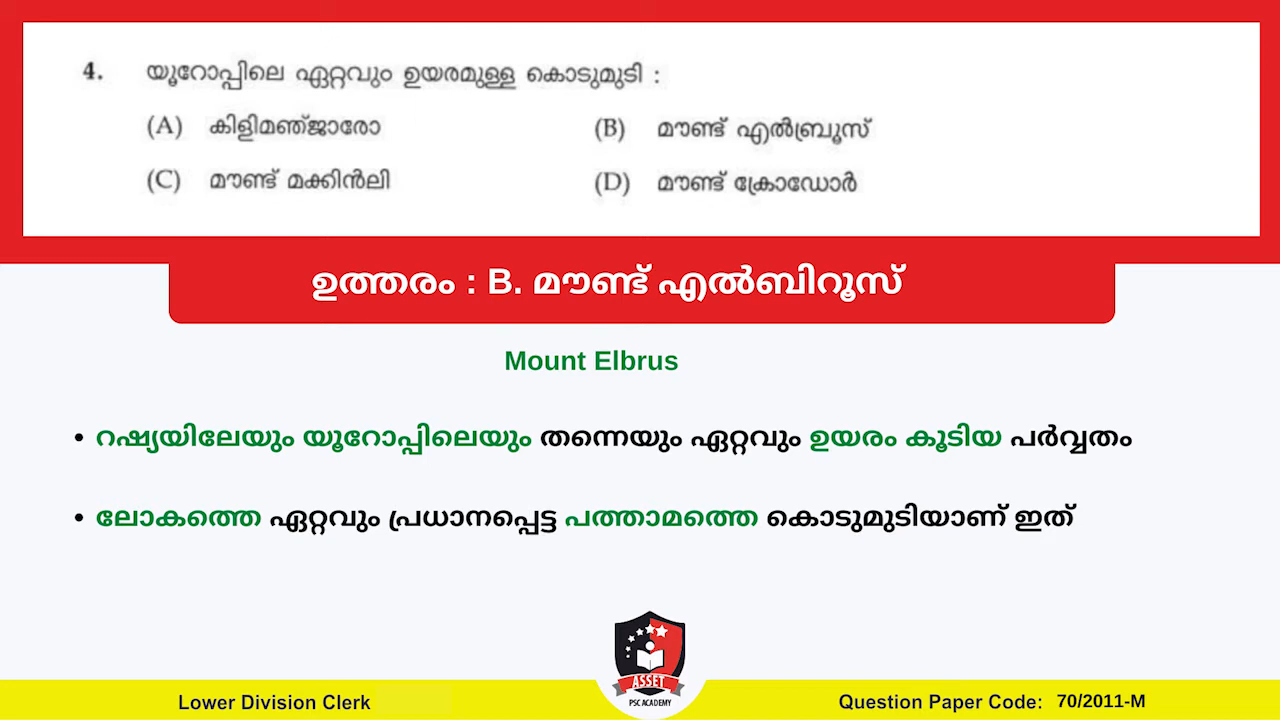 4. യൂറോപ്പിലെ ഏറ്റവും ഉയരമുള്ള കൊടുമുടി :
(A) കിളിമഞ്ജാരോ (B) മൗണ്ട് എൽബ്രൂസ്
(C) മൗണ്ട് മക്കിൻലി (D) മൗണ്ട് ക്രോഡോർ
ഉത്തരം : B. മൗണ്ട് എൽബിറൂസ്
Mount Elbrus
• റഷ്യയിലേയും യൂറോപ്പിലെയും തന്നെയും ഏറ്റവും ഉയരം കൂടിയ പർവ്വതം
• ലോകത്തെ ഏറ്റവും പ്രധാനപ്പെട്ട പത്താമത്തെ കൊടുമുടിയാണ് ഇത്
ASSET
PSC ACADEMY
Lower Division Clerk Question Paper Code: 70/2011-M